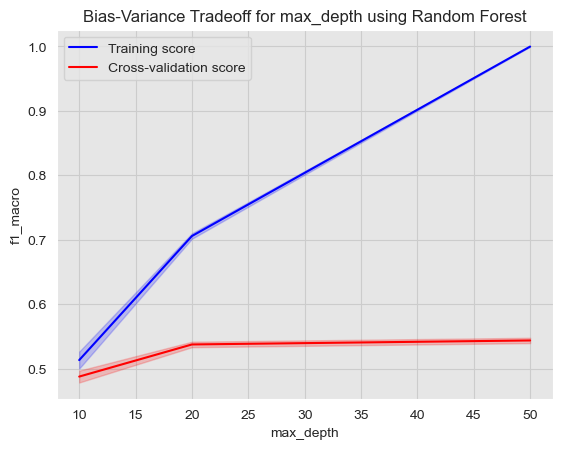 Bias-Variance Tradeoff for max_depth using Random Forest
Training score
Cross-validation score
1.0
0.9
0.8
0.7
0.6
0.5
f1_macro
10 15 20 25 30 35 40 45 50
max_depth